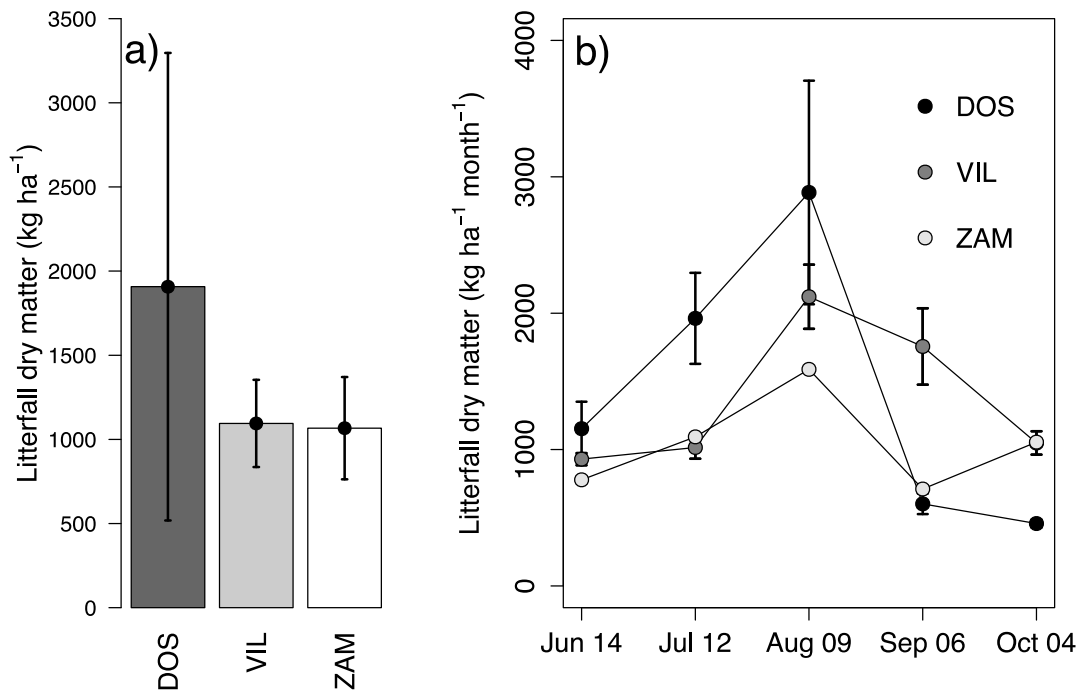 a)
Litterfall dry matter (kg ha⁻¹)
3500
3000
2500
2000
1500
1000
500
0
DOS
VIL
ZAM
b)
Litterfall dry matter (kg ha⁻¹ month⁻¹)
4000
3000
2000
1000
0
DOS
VIL
ZAM
Jun 14 Jul 12 Aug 09 Sep 06 Oct 04